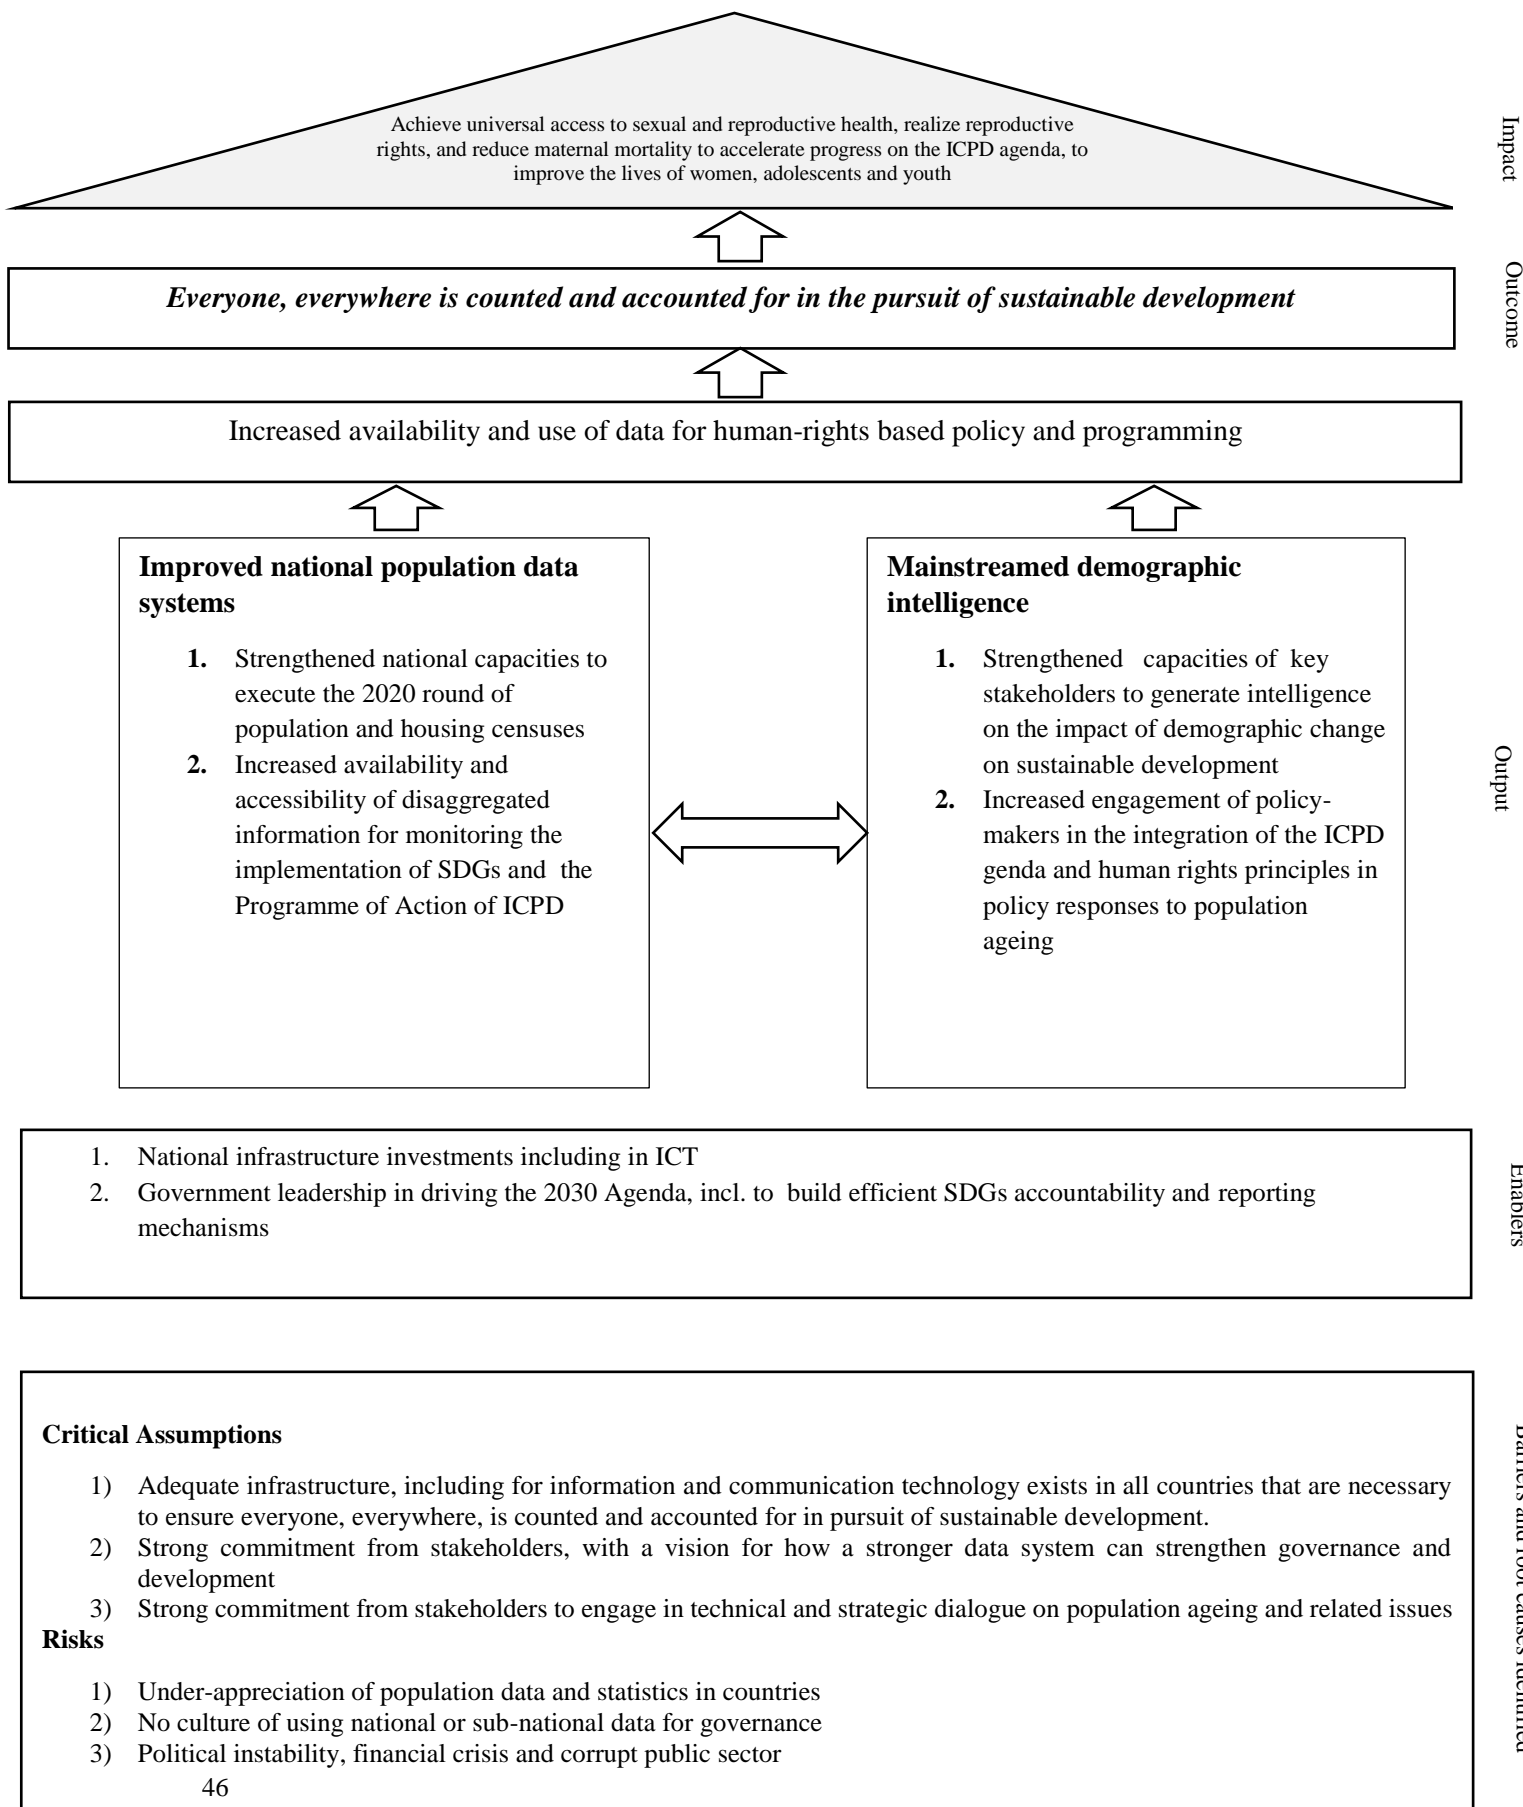 Achieve universal access to sexual and reproductive health, realize reproductive
rights, and reduce maternal mortality to accelerate progress on the ICPD agenda, to
improve the lives of women, adolescents and youth
Impact
Everyone, everywhere is counted and accounted for in the pursuit of sustainable development
Outcome
Increased availability and use of data for human-rights based policy and programming
Improved national population data
systems
1. Strengthened national capacities to
execute the 2020 round of
population and housing censuses
2. Increased availability and
accessibility of disaggregated
information for monitoring the
implementation of SDGs and the
Programme of Action of ICPD
Mainstreamed demographic
intelligence
1. Strengthened capacities of key
stakeholders to generate intelligence
on the impact of demographic change
on sustainable development
2. Increased engagement of policy-
makers in the integration of the ICPD
genda and human rights principles in
policy responses to population
ageing
Output
1. National infrastructure investments including in ICT
2. Government leadership in driving the 2030 Agenda, incl. to build efficient SDGs accountability and reporting
mechanisms
Enablers
Critical Assumptions
1) Adequate infrastructure, including for information and communication technology exists in all countries that are necessary
to ensure everyone, everywhere, is counted and accounted for in pursuit of sustainable development.
2) Strong commitment from stakeholders, with a vision for how a stronger data system can strengthen governance and
development
3) Strong commitment from stakeholders to engage in technical and strategic dialogue on population ageing and related issues
Risks
1) Under-appreciation of population data and statistics in countries
2) No culture of using national or sub-national data for governance
3) Political instability, financial crisis and corrupt public sector
46
Barriers and root causes identified